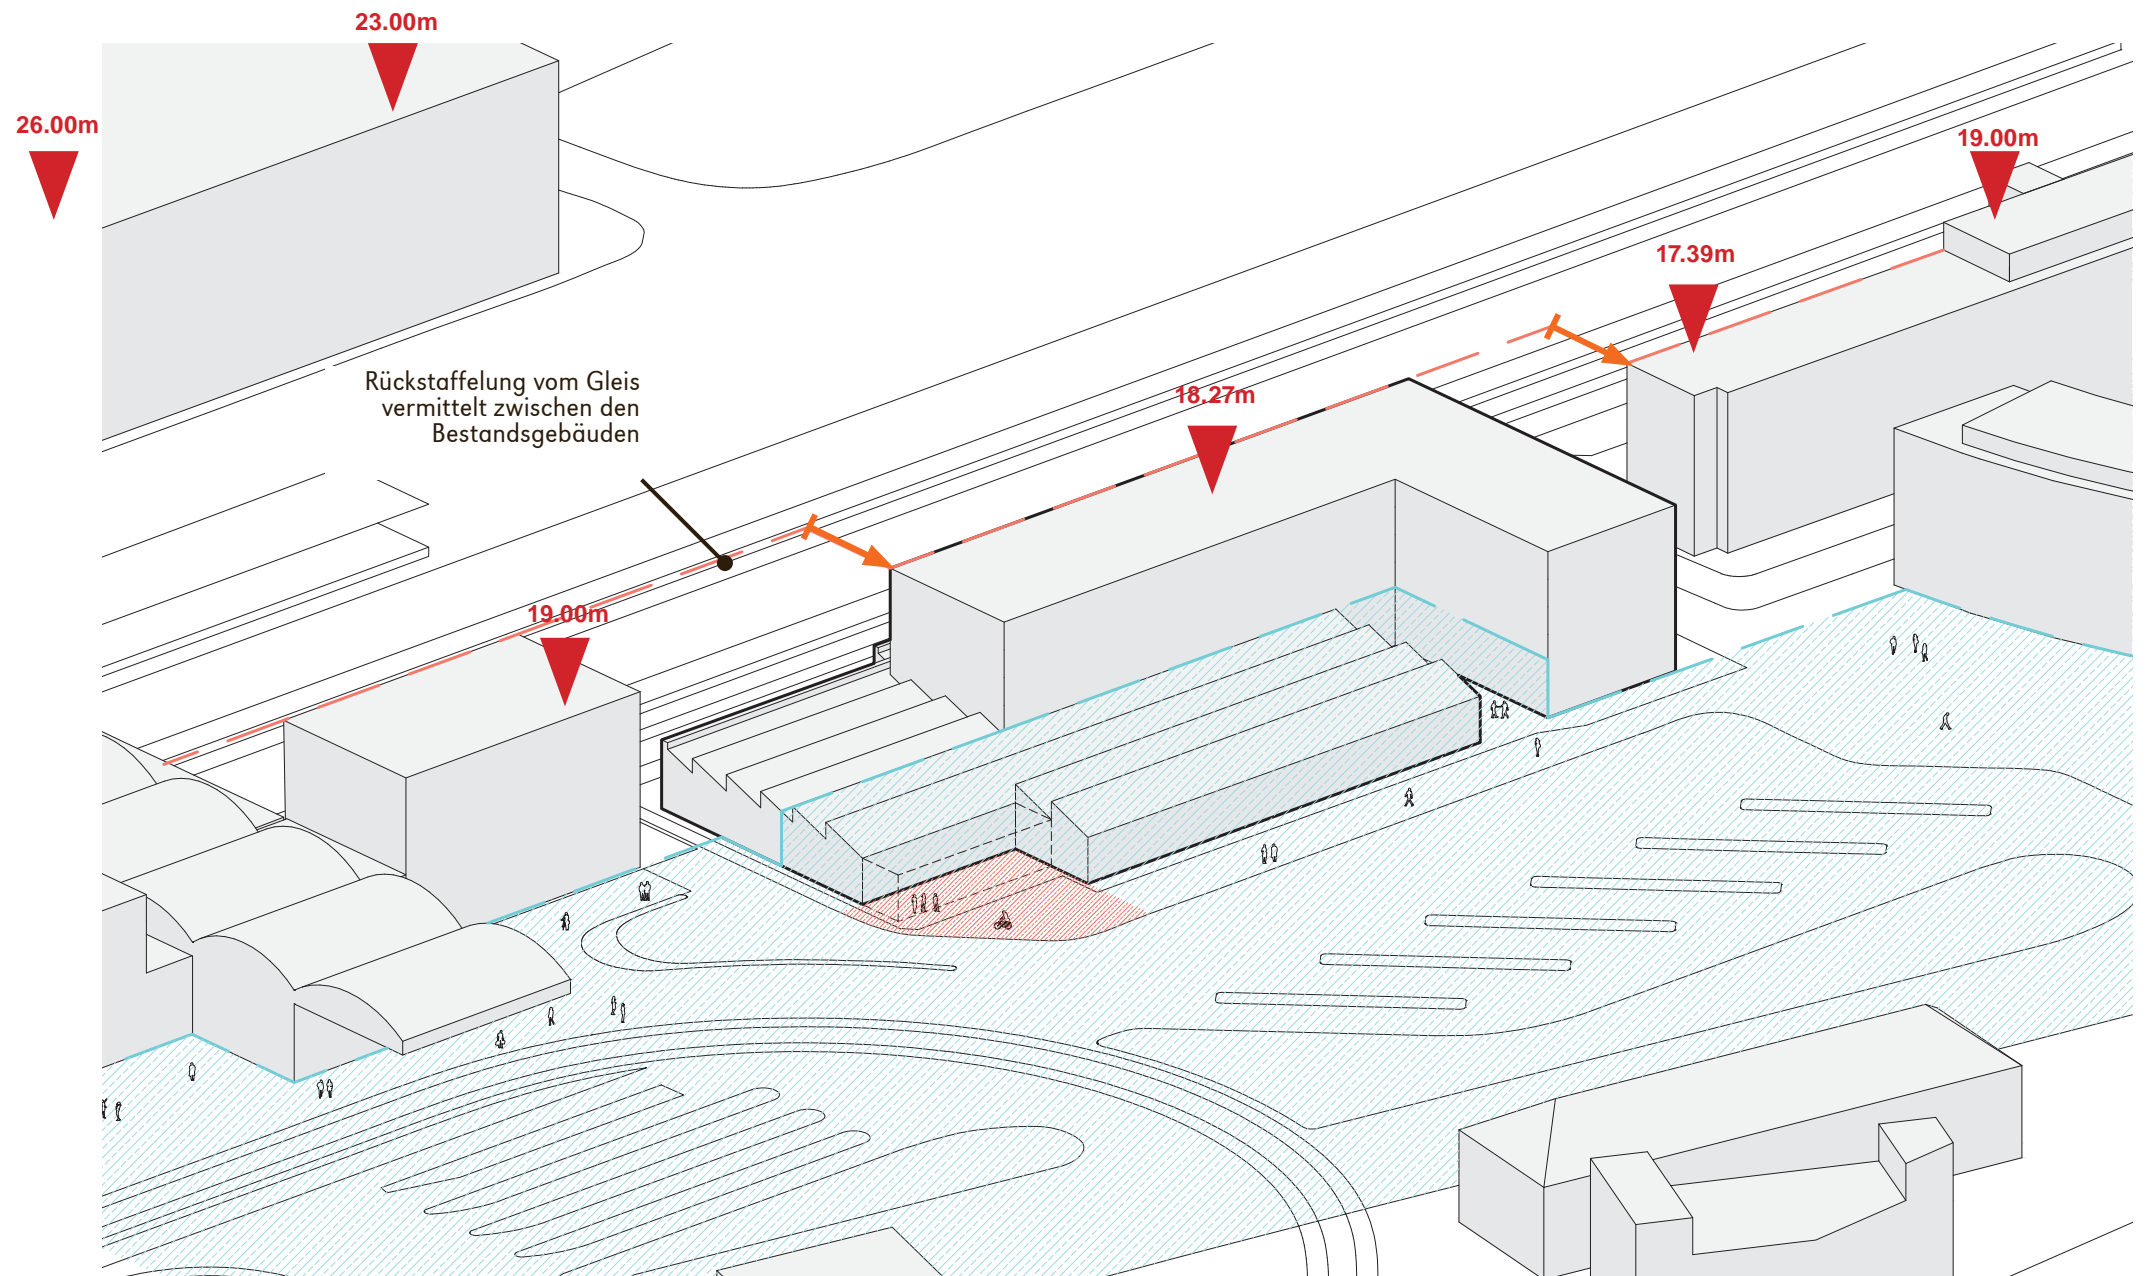 23.00m
26.00m
19.00m
17.39m
Rückstaffelung vom Gleis
vermittelt zwischen den
Bestandsgebäuden
18.27m
19.00m